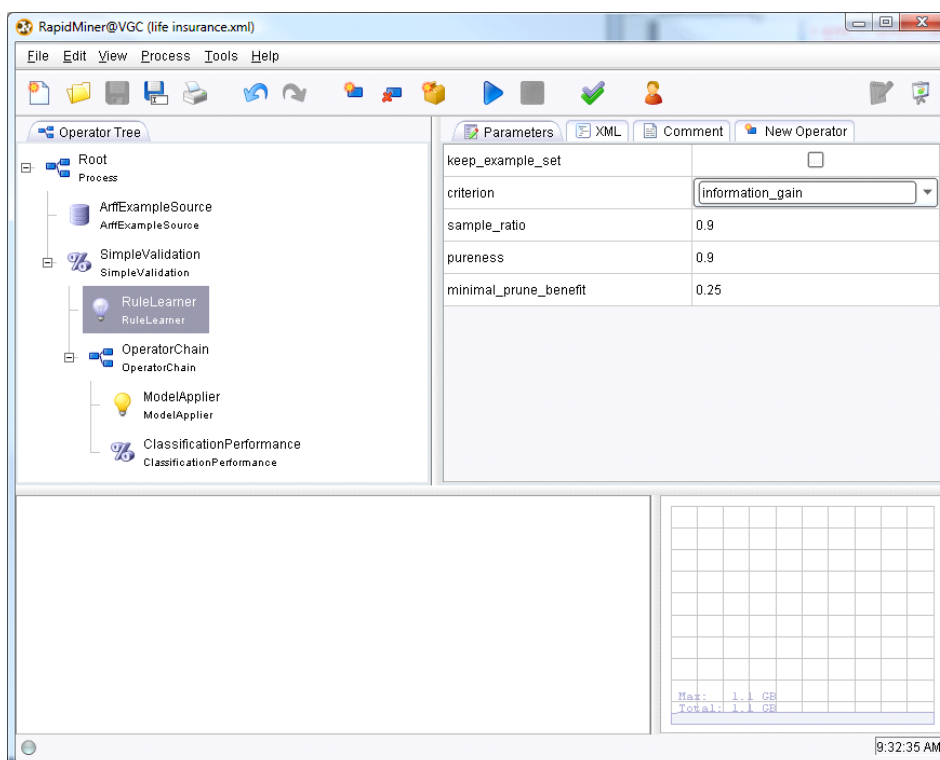 RapidMiner@VGC (life insurance.xml)
File Edit View Process Tools Help
Operator Tree
Root
Process
ArffExampleSource
ArffExampleSource
SimpleValidation
SimpleValidation
RuleLearner
RuleLearner
OperatorChain
OperatorChain
ModelApplier
ModelApplier
ClassificationPerformance
ClassificationPerformance
Parameters XML Comment New Operator
keep_example_set
criterion information_gain
sample_ratio 0.9
pureness 0.9
minimal_prune_benefit 0.25
Max: 1.1 GB
Total: 1.1 GB
9:32:35 AM